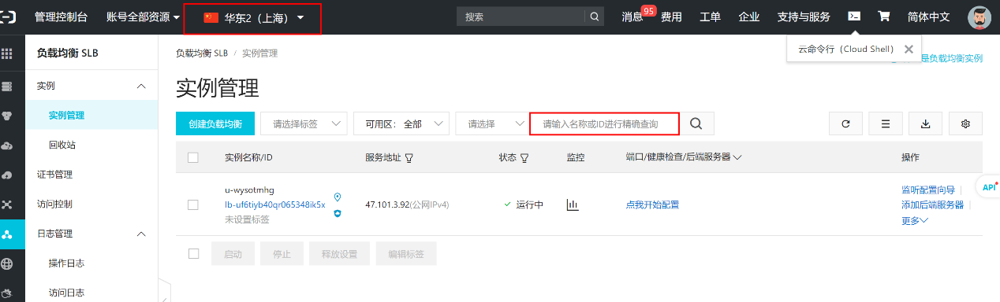 管理控制台 账号全部资源 华东2（上海） 搜索 消息 95 费用 工单 企业 支持与服务 简体中文
云命令行（Cloud Shell）
负载均衡 SLB
实例
实例管理
回收站
证书管理
访问控制
日志管理
操作日志
访问日志
负载均衡 SLB / 实例管理
量负载均衡实例
实例管理
创建负载均衡 请选择标签 可用区： 全部 请选择 请输入名称或ID进行精确查询
实例名称/ID 服务地址 状态 监控 端口/健康检查/后端服务器 操作
u-wysotmhg
lb-uf6tiyb40qr065348ik5x
未设置标签
47.101.3.92(公网IPv4)
运行中
点我开始配置
监听配置向导
添加后端服务器
更多
启动 停止 释放设置 编辑标签
API